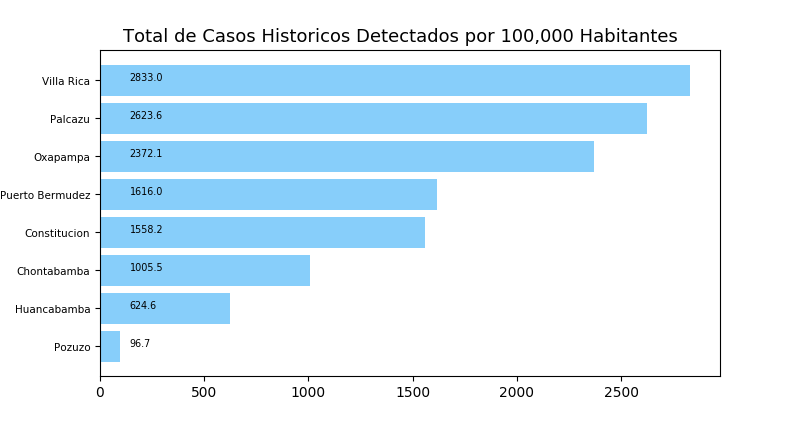 Total de Casos Historicos Detectados por 100,000 Habitantes
Villa Rica 2833.0
Palcazu 2623.6
Oxapampa 2372.1
Puerto Bermudez 1616.0
Constitucion 1558.2
Chontabamba 1005.5
Huancabamba 624.6
Pozuzo 96.7
0 500 1000 1500 2000 2500